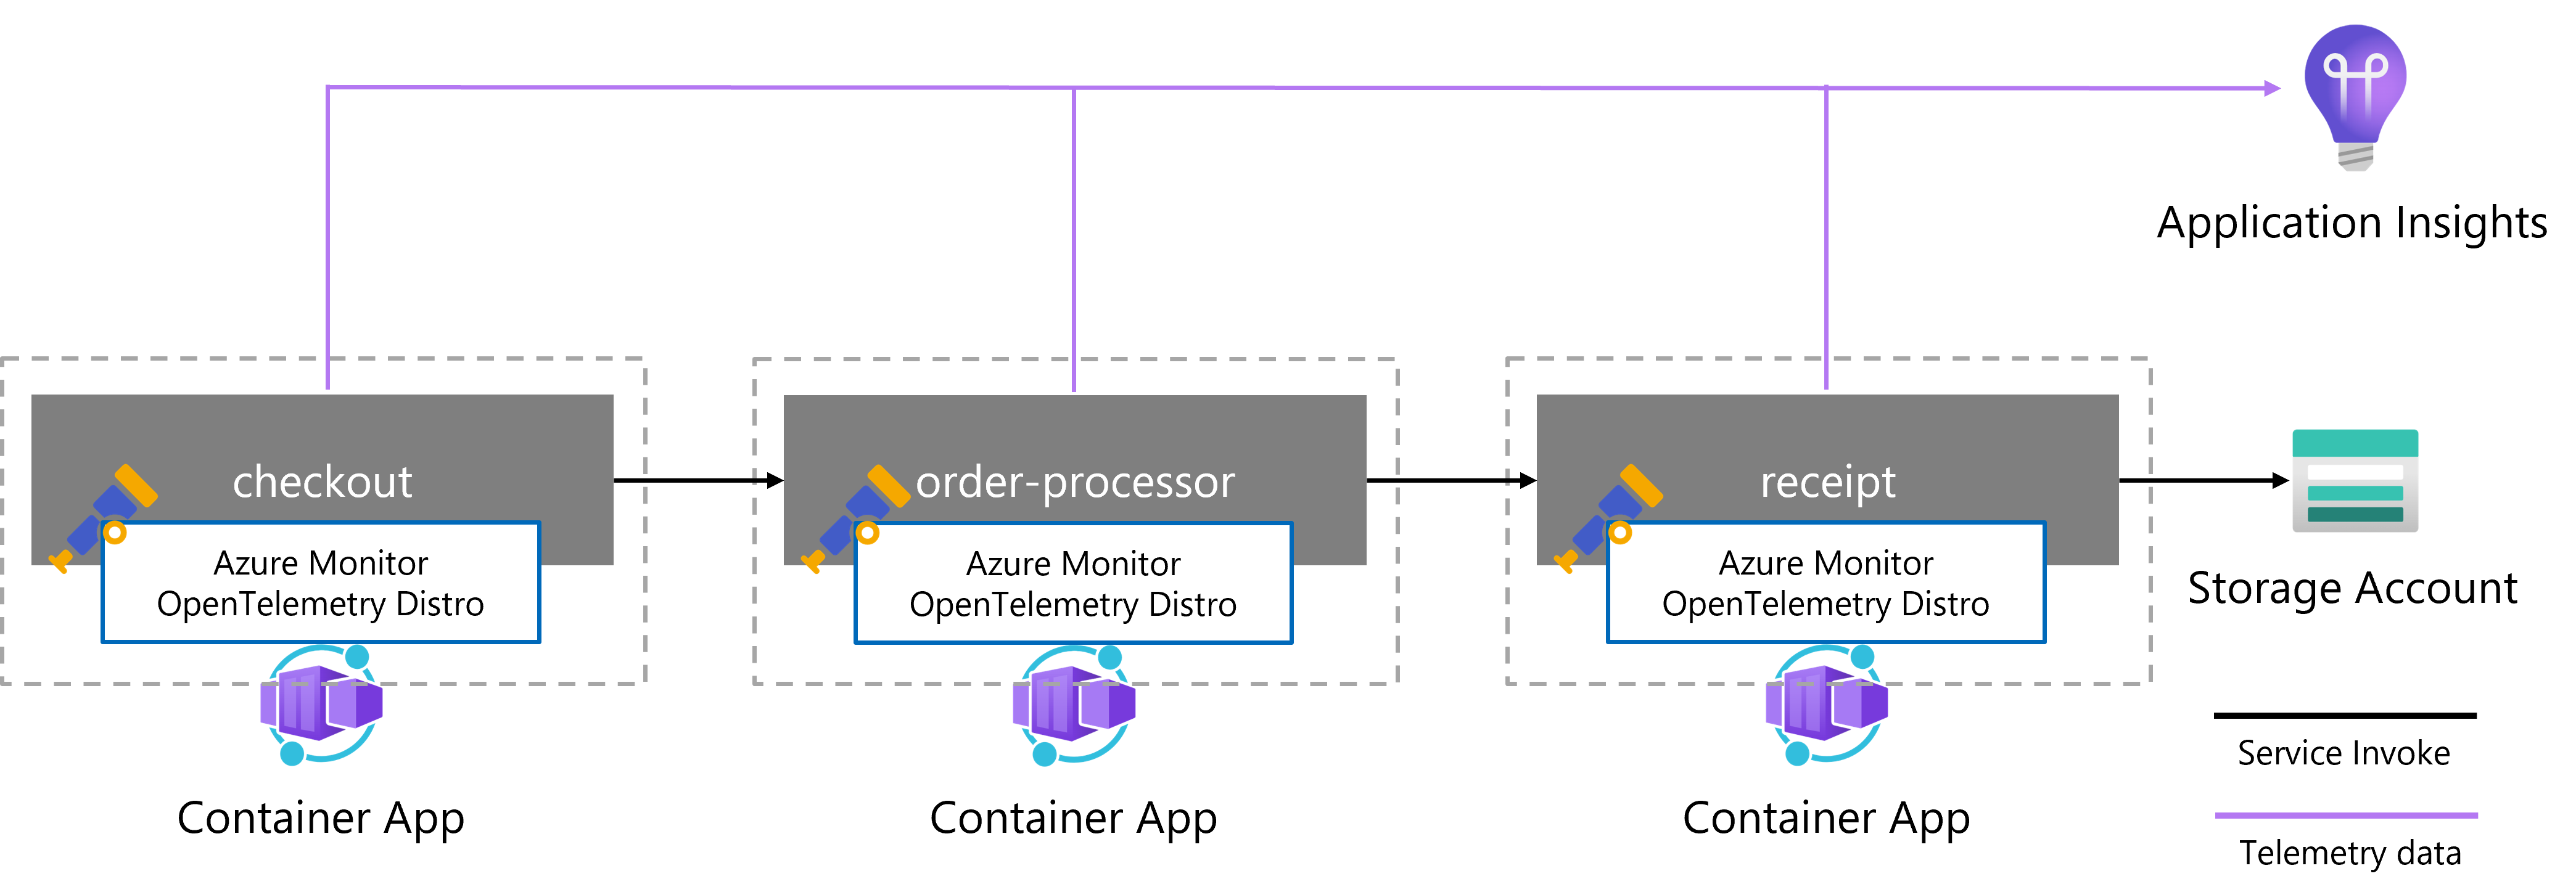 Application Insights
checkout
order-processor
receipt
Azure Monitor
OpenTelemetry Distro
Azure Monitor
OpenTelemetry Distro
Azure Monitor
OpenTelemetry Distro
Storage Account
Container App
Container App
Container App
Service Invoke
Telemetry data